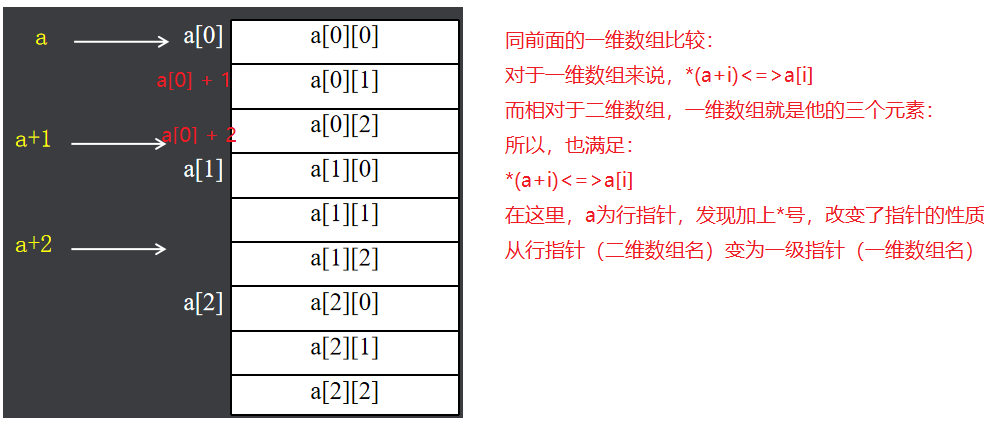 a a[0] a[0][0]
a[0] + 1 a[0][1]
a+1 a[0] + 2 a[0][2]
a[1] a[1][0]
a[1][1]
a+2 a[1][2]
a[2] a[2][0]
a[2][1]
a[2][2]
同前面的一维数组比较：
对于一维数组来说，*(a+i)<=>a[i]
而相对于二维数组，一维数组就是他的三个元素：
所以，也满足：
*(a+i)<=>a[i]
在这里，a为行指针，发现加上*号，改变了指针的性质
从行指针（二维数组名）变为一级指针（一维数组名）